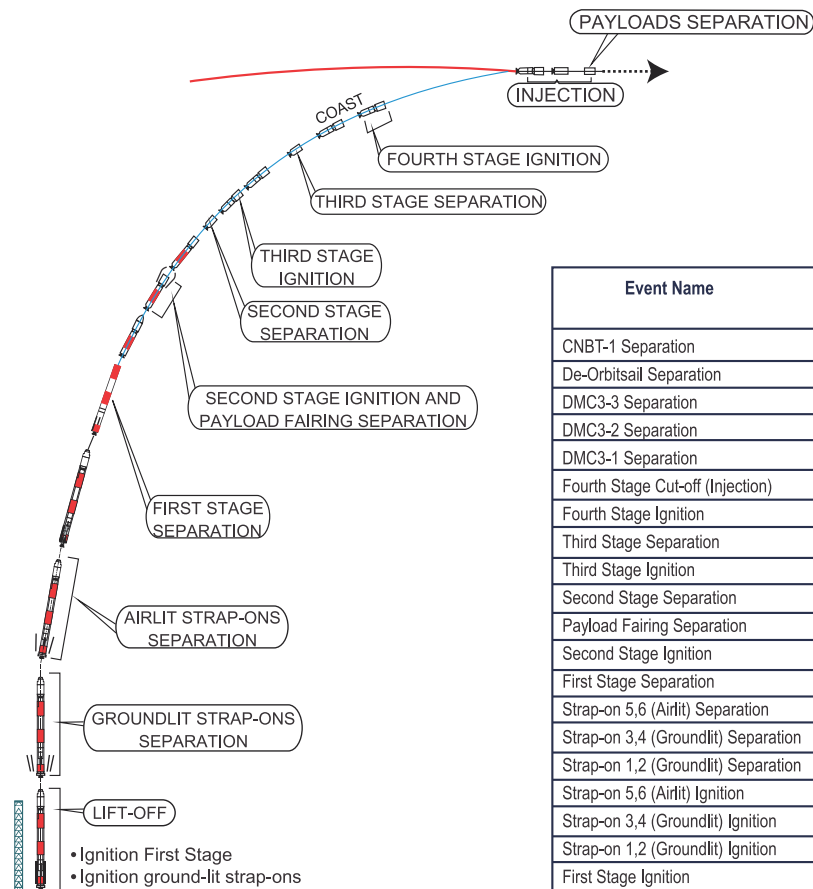 PAYLOADS SEPARATION
INJECTION
COAST
FOURTH STAGE IGNITION
THIRD STAGE SEPARATION
THIRD STAGE
IGNITION
SECOND STAGE
SEPARATION
SECOND STAGE IGNITION AND
PAYLOAD FAIRING SEPARATION
FIRST STAGE
SEPARATION
AIRLIT STRAP-ONS
SEPARATION
GROUNDLIT STRAP-ONS
SEPARATION
LIFT-OFF
• Ignition First Stage
• Ignition ground-lit strap-ons
Event Name
CNBT-1 Separation
De-Orbitsail Separation
DMC3-3 Separation
DMC3-2 Separation
DMC3-1 Separation
Fourth Stage Cut-off (Injection)
Fourth Stage Ignition
Third Stage Separation
Third Stage Ignition
Second Stage Separation
Payload Fairing Separation
Second Stage Ignition
First Stage Separation
Strap-on 5,6 (Airlit) Separation
Strap-on 3,4 (Groundlit) Separation
Strap-on 1,2 (Groundlit) Separation
Strap-on 5,6 (Airlit) Ignition
Strap-on 3,4 (Groundlit) Ignition
Strap-on 1,2 (Groundlit) Ignition
First Stage Ignition